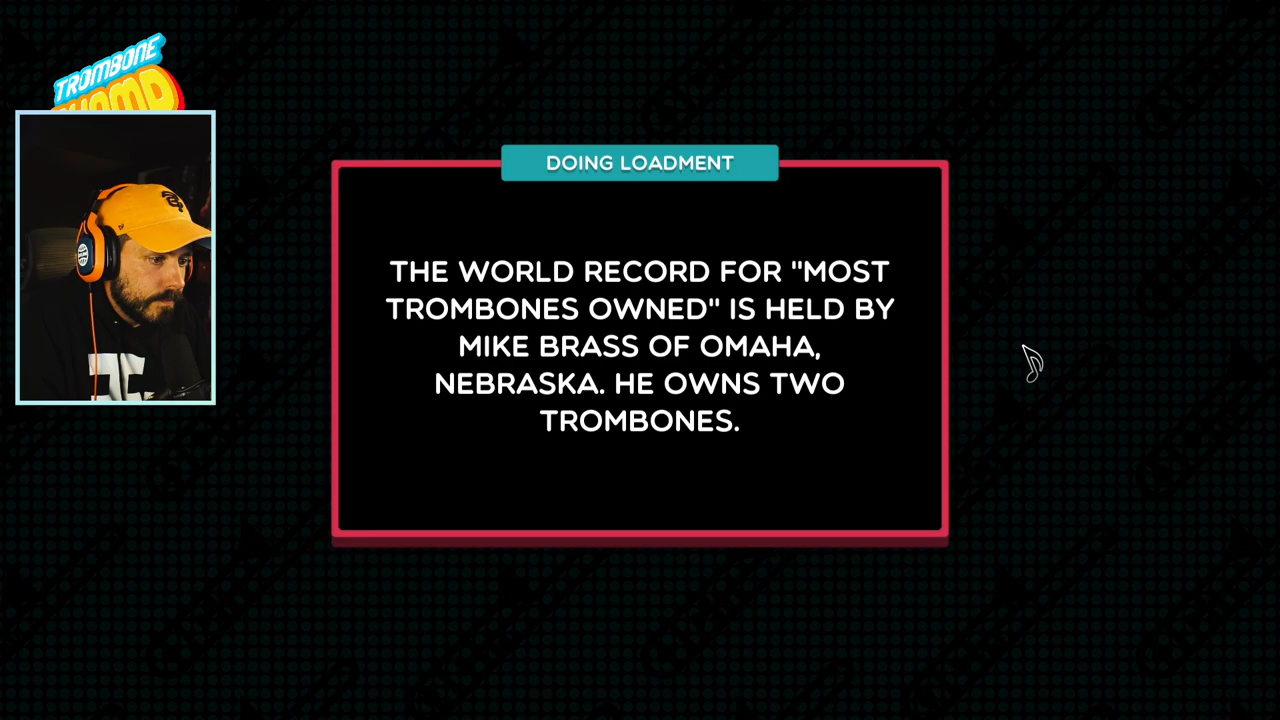 TROMBONE
CHAMP
DOING LOADMENT
THE WORLD RECORD FOR "MOST
TROMBONES OWNED" IS HELD BY
MIKE BRASS OF OMAHA,
NEBRASKA. HE OWNS TWO
TROMBONES.